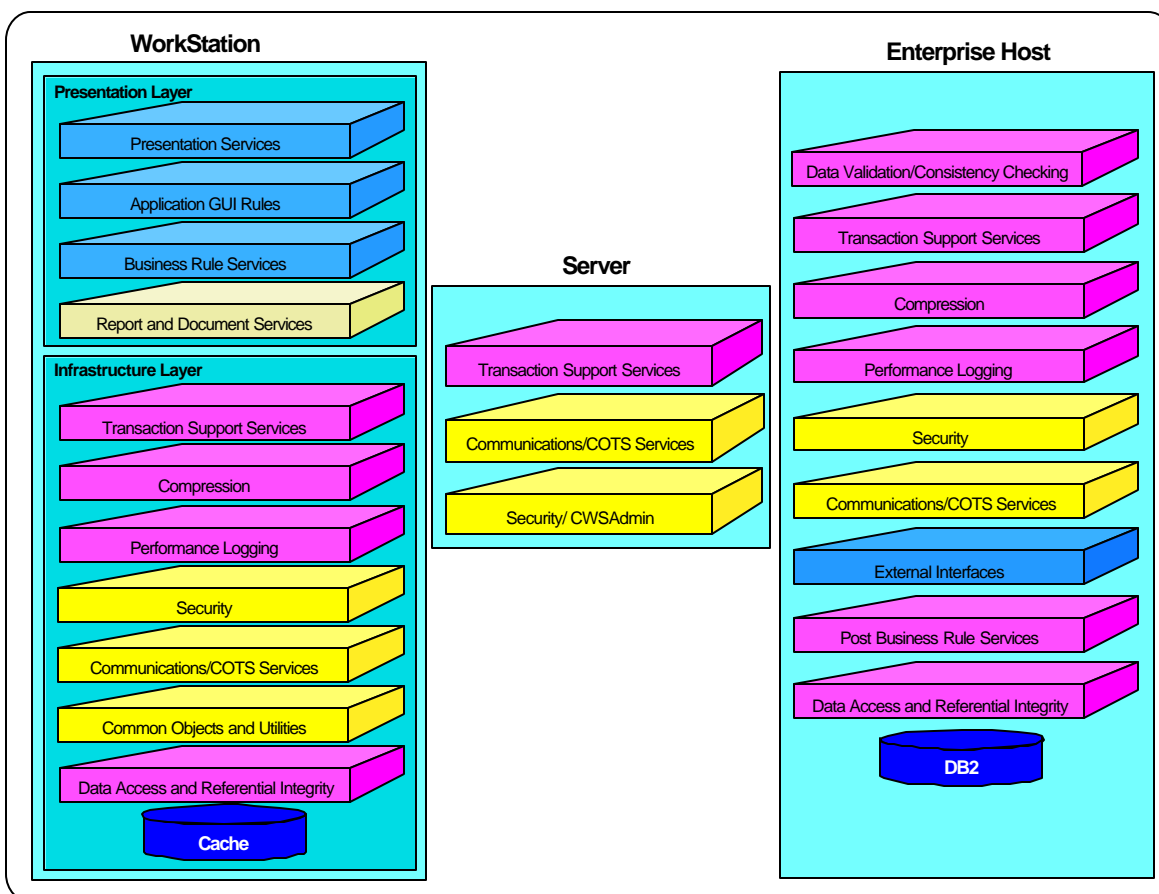 WorkStation
Presentation Layer
Presentation Services
Application GUI Rules
Business Rule Services
Report and Document Services
Infrastructure Layer
Transaction Support Services
Compression
Performance Logging
Security
Communications/COTS Services
Common Objects and Utilities
Data Access and Referential Integrity
Cache
Server
Transaction Support Services
Communications/COTS Services
Security/ CWSAdmin
Enterprise Host
Data Validation/Consistency Checking
Transaction Support Services
Compression
Performance Logging
Security
Communications/COTS Services
External Interfaces
Post Business Rule Services
Data Access and Referential Integrity
DB2